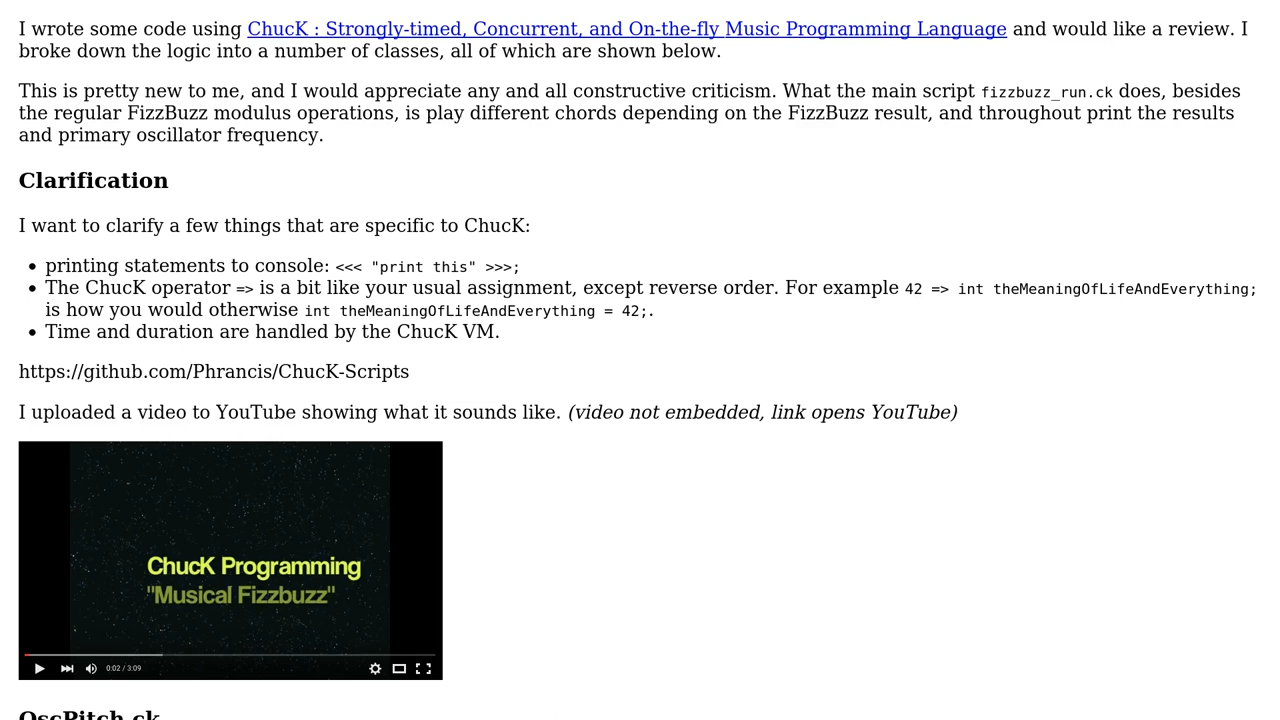 I wrote some code using ChucK : Strongly-timed, Concurrent, and On-the-fly Music Programming Language and would like a review. I
broke down the logic into a number of classes, all of which are shown below.
This is pretty new to me, and I would appreciate any and all constructive criticism. What the main script fizzbuzz_run.ck does, besides
the regular FizzBuzz modulus operations, is play different chords depending on the FizzBuzz result, and throughout print the results
and primary oscillator frequency.
Clarification
I want to clarify a few things that are specific to ChucK:
• printing statements to console: <<< "print this" >>>;
• The ChucK operator => is a bit like your usual assignment, except reverse order. For example 42 => int theMeaningOfLifeAndEverything;
is how you would otherwise int theMeaningOfLifeAndEverything = 42;.
• Time and duration are handled by the ChucK VM.
https://github.com/Phrancis/ChucK-Scripts
I uploaded a video to YouTube showing what it sounds like. (video not embedded, link opens YouTube)
ChucK Programming
"Musical Fizzbuzz"
0:02 / 3:09
OscPitch.ck